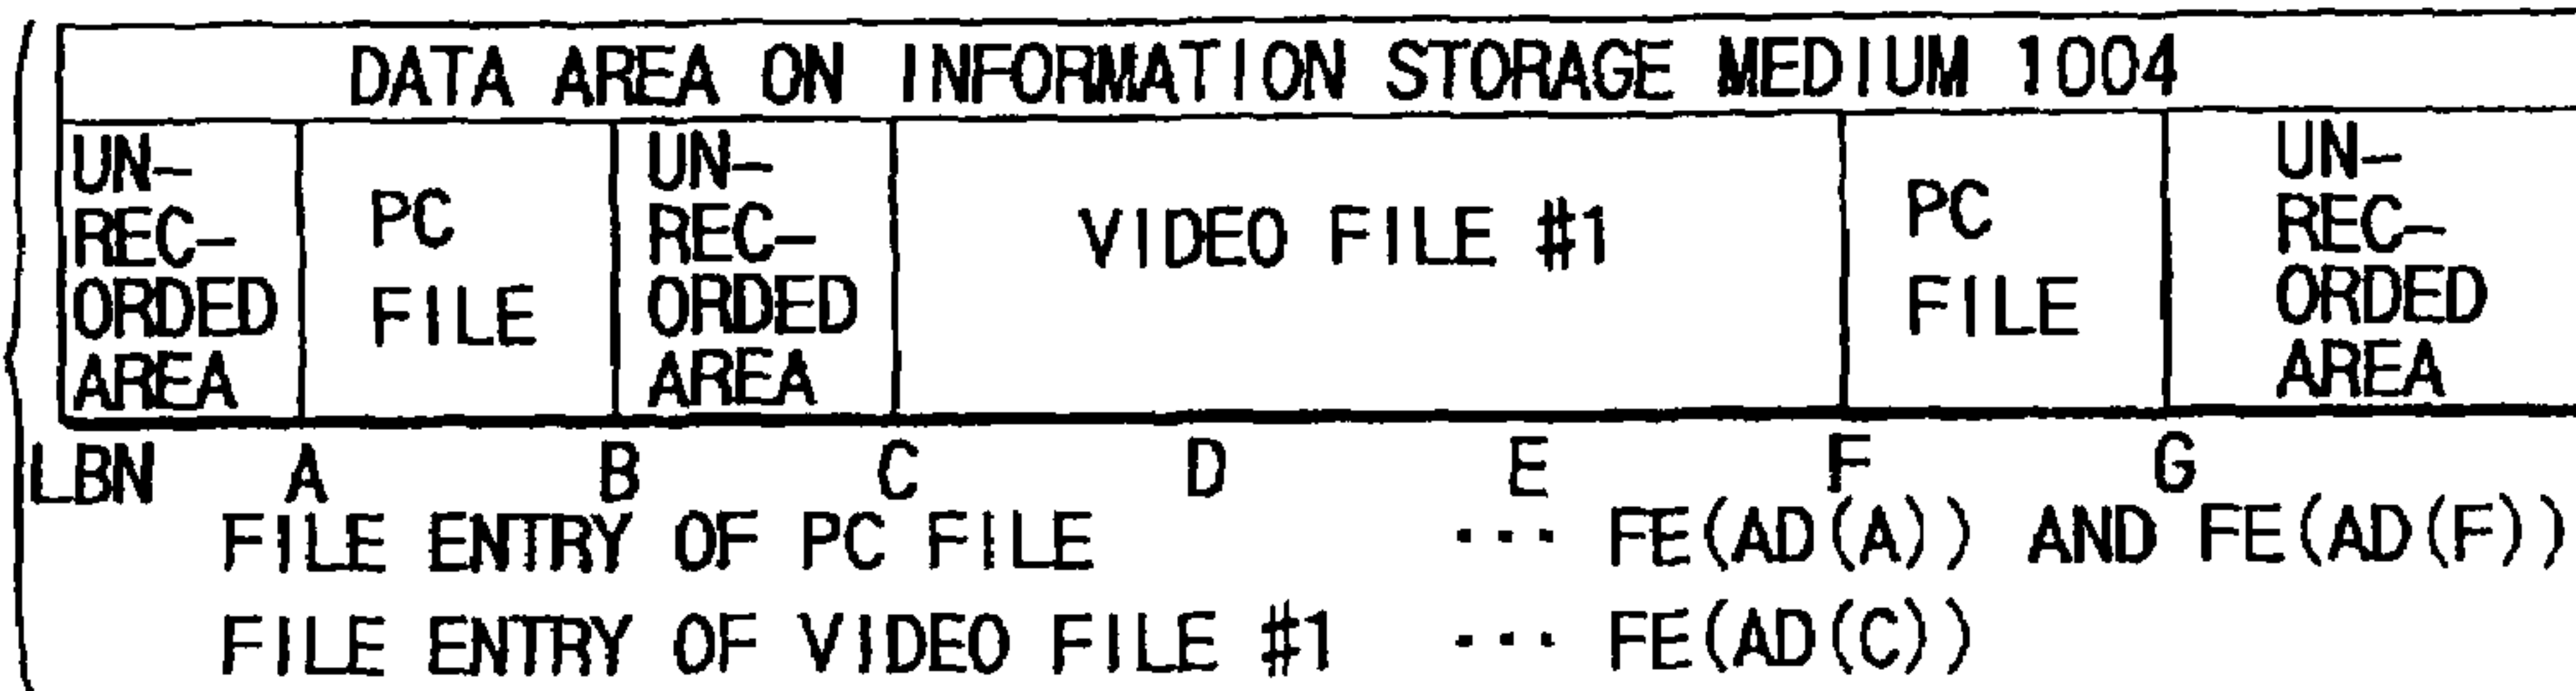 DATA AREA ON INFORMATION STORAGE MEDIUM 1004
UN-
REC-
ORDED
AREA
PC
FILE
UN-
REC-
ORDED
AREA
VIDEO FILE #1
PC
FILE
UN-
REC-
ORDED
AREA
LBN A B C D E F G
FILE ENTRY OF PC FILE ··· FE(AD(A)) AND FE(AD(F))
FILE ENTRY OF VIDEO FILE #1 ··· FE(AD(C))